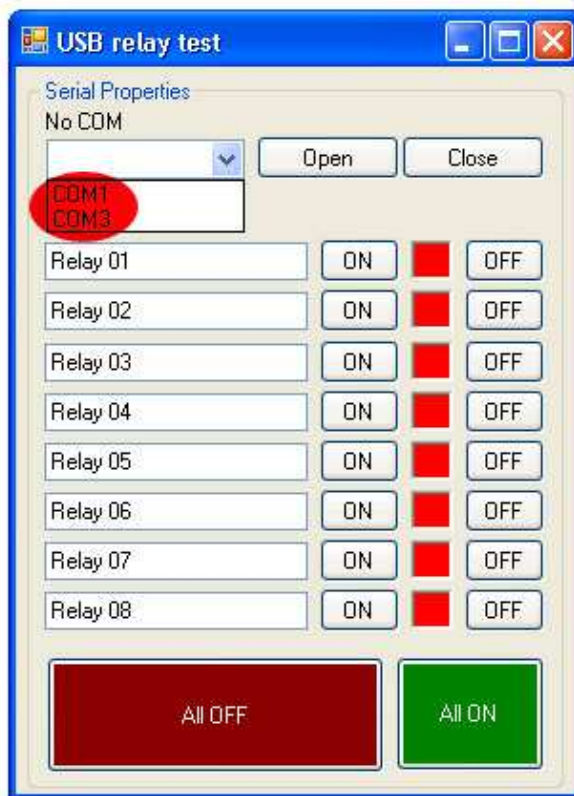 USB relay test
Serial Properties
No COM
Open Close
COM1
COM3
Relay 01 ON OFF
Relay 02 ON OFF
Relay 03 ON OFF
Relay 04 ON OFF
Relay 05 ON OFF
Relay 06 ON OFF
Relay 07 ON OFF
Relay 08 ON OFF
All OFF All ON